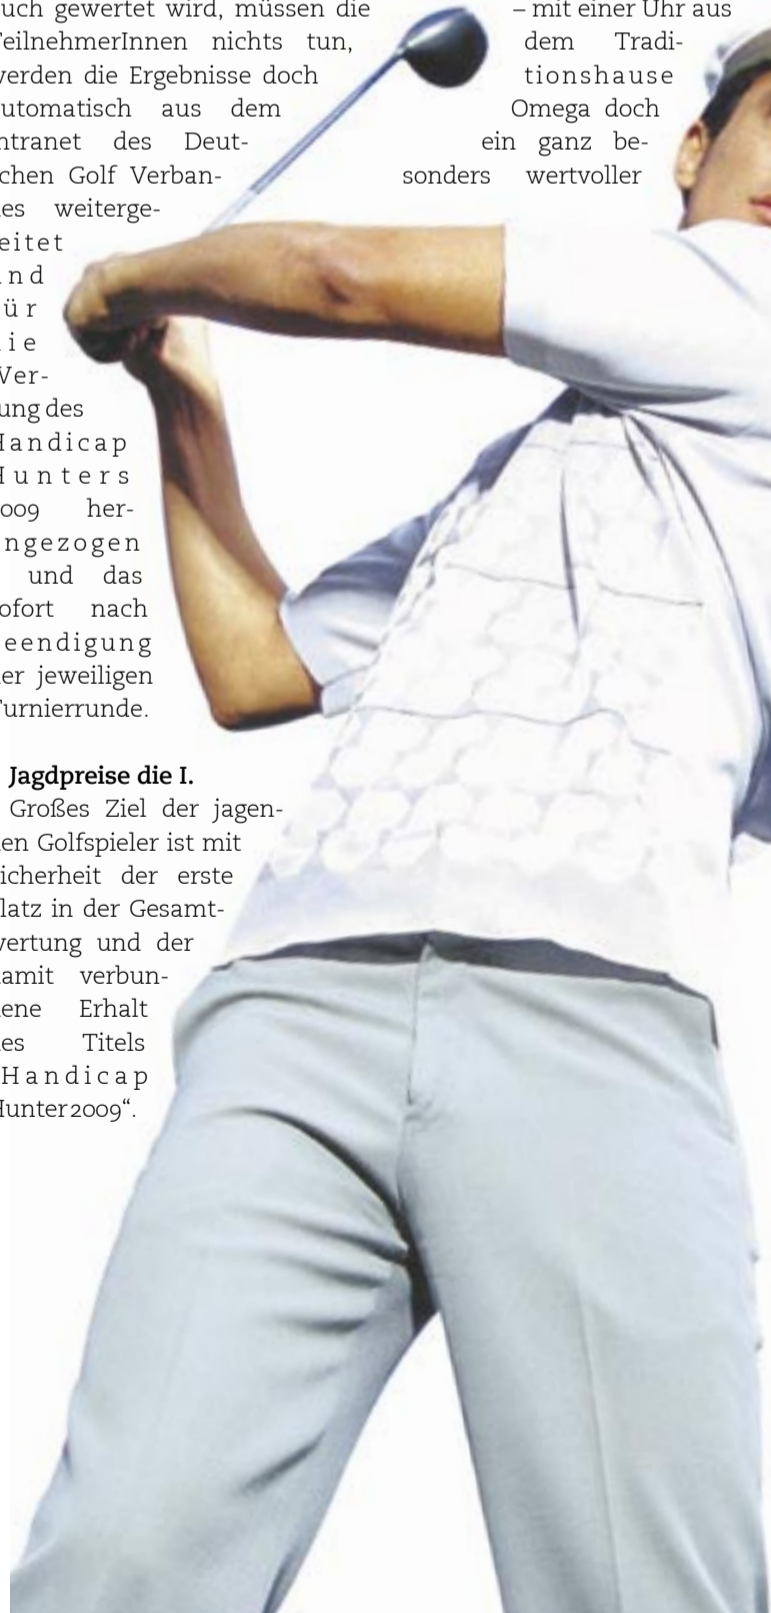 uch gewertet wird, müssen die
eilnehmerInnen nichts tun,
erden die Ergebnisse doch
utomatisch aus dem
ntranet des Deut-
chen Golf Verban-
es weiterge-
eitet
nd
ür
ie
Wer-
ung des
Handicap
Hunters
009 her-
ngezogen
und das
ofort nach
eendigung
er jeweiligen
Turnierrunde.
Jagdpreise die I.
Großes Ziel der jagen-
en Golfspieler ist mit
icherheit der erste
latz in der Gesamt-
wertung und der
amit verbun-
ene Erhalt
es Titels
Handicap
Hunter 2009“.
– mit einer Uhr aus
dem Tradi-
tionshause
Omega doch
ein ganz be-
sonders wertvoller